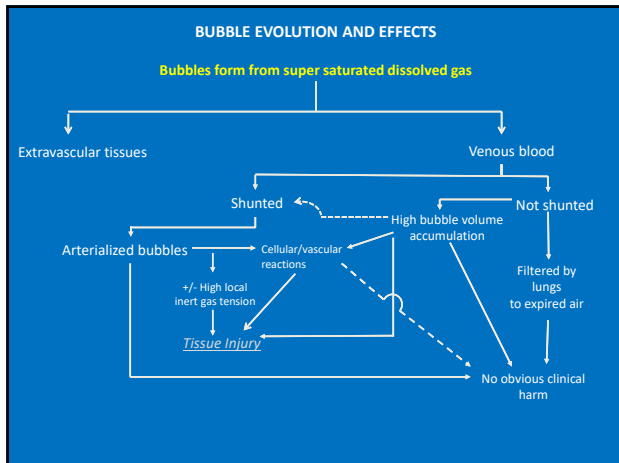 BUBBLE EVOLUTION AND EFFECTS
Bubbles form from super saturated dissolved gas
Extravascular tissues
Venous blood
Shunted
Not shunted
High bubble volume
accumulation
Arterialized bubbles
Cellular/vascular
reactions
Filtered by
lungs
to expired air
+/- High local
inert gas tension
Tissue Injury
No obvious clinical
harm